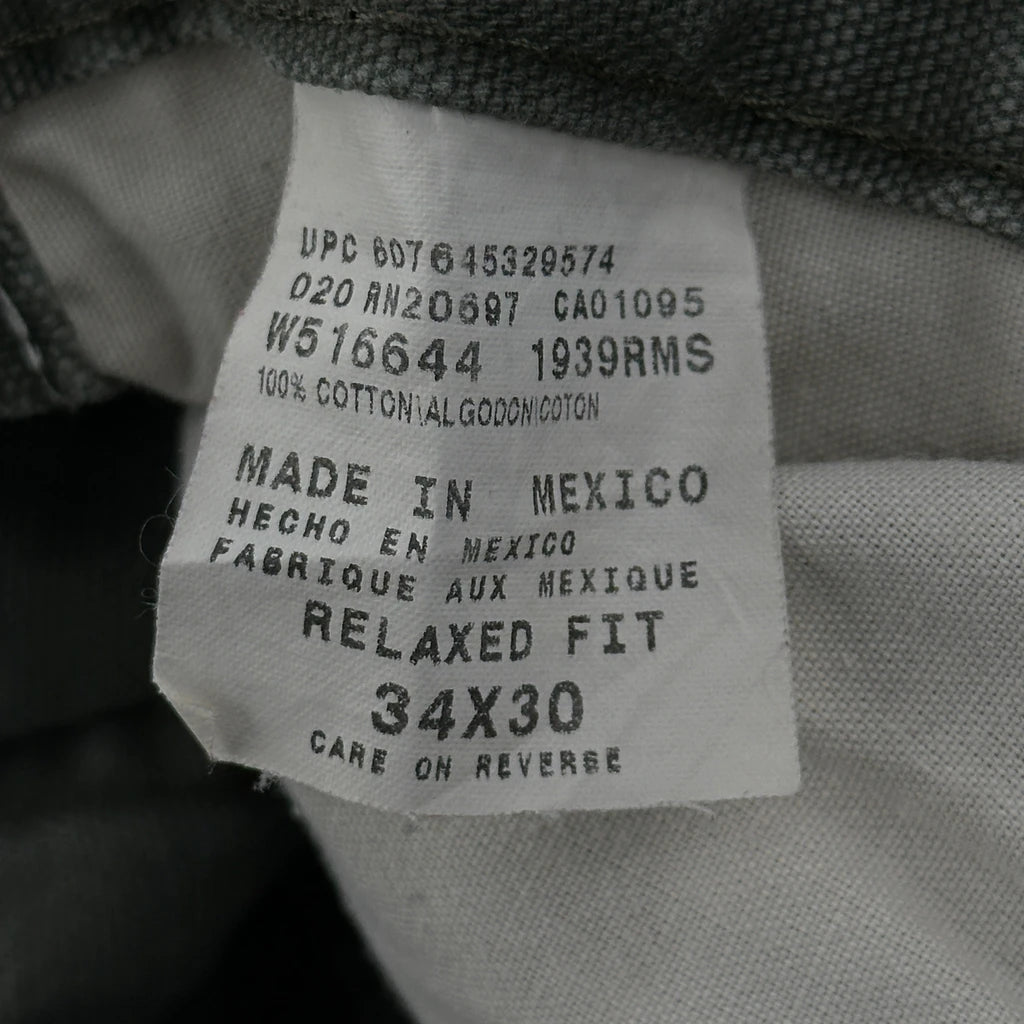 UPC 607645329574
020 RN20697 CA01095
W516644 1939RMS
100% COTTON\ALGODON\COTON
MADE IN MEXICO
HECHO EN MEXICO
FABRIQUE AUX MEXIQUE
RELAXED FIT
34X30
CARE ON REVERSE